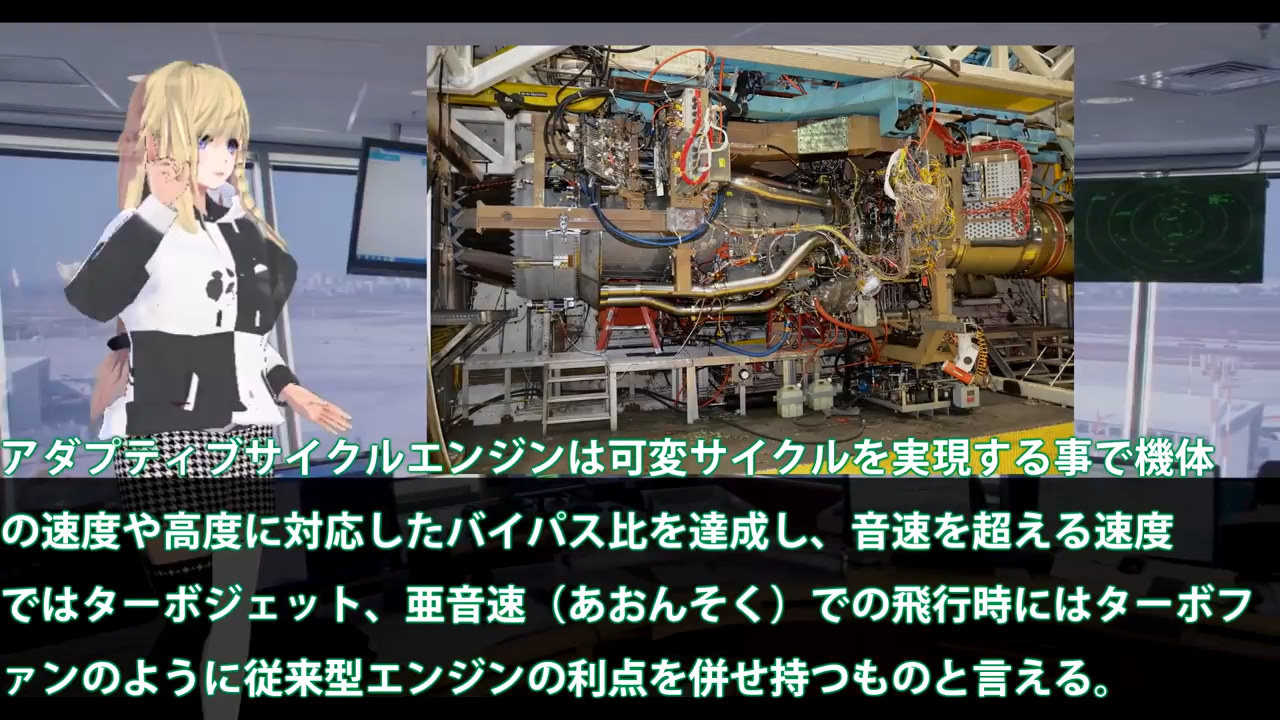 アダプティブサイクルエンジンは可変サイクルを実現する事で機体
の速度や高度に対応したバイパス比を達成し、音速を超える速度
ではターボジェット、亜音速（あおんそく）での飛行時にはターボフ
ァンのように従来型エンジンの利点を併せ持つものと言える。